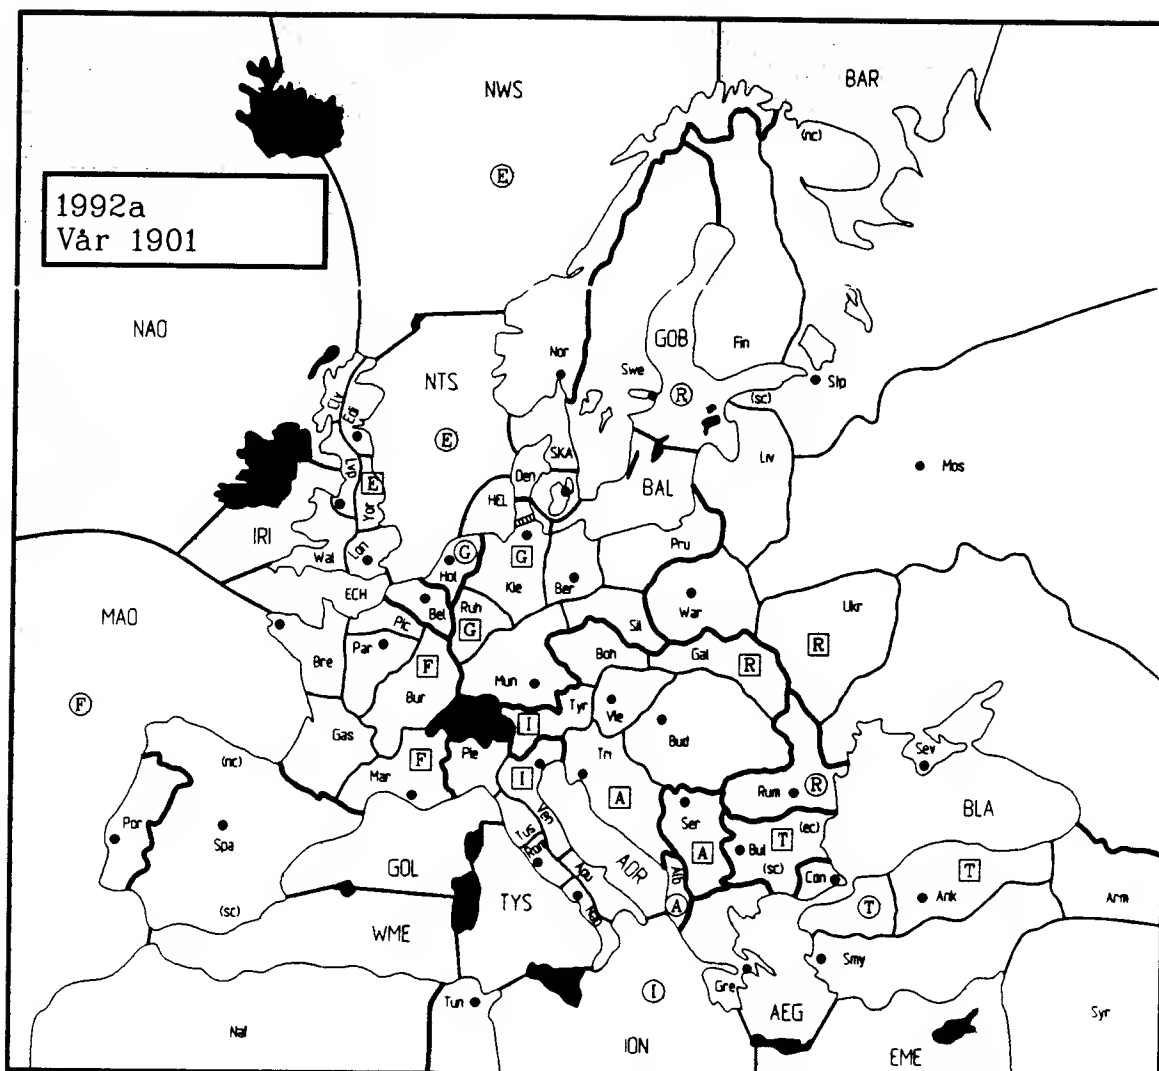 NWS
BAR
(nc)
E
1992a
Vår 1901
NAO
GOB
Nor
Fin
NTS
Swe
R
Stp
(sc)
Cly
Edi
E
SKA
Liv
Mos
Lvp
E
Den
BAL
HEL
Yor
IRI
Wal
Lon
G
G
Pru
Hol
Kie
Ber
ECH
Bel
Ruh
War
Ukr
MAO
Pic
G
Sil
R
Par
Boh
Gal
R
Bre
F
Bur
Mun
F
Tyr
Vie
I
Gas
Bud
Sev
(nc)
Mar
F
Pie
I
Tri
Rum
R
BLA
Por
Spa
Ven
A
Ser
(ec)
Tus
T
Bul
(sc)
Rom
GOL
Apu
ADR
Alb
A
Con
T
Ank
Arm
(sc)
TYS
Nap
A
T
WME
Smy
Gre
I
Tun
AEG
Syr
Naf
ION
EME